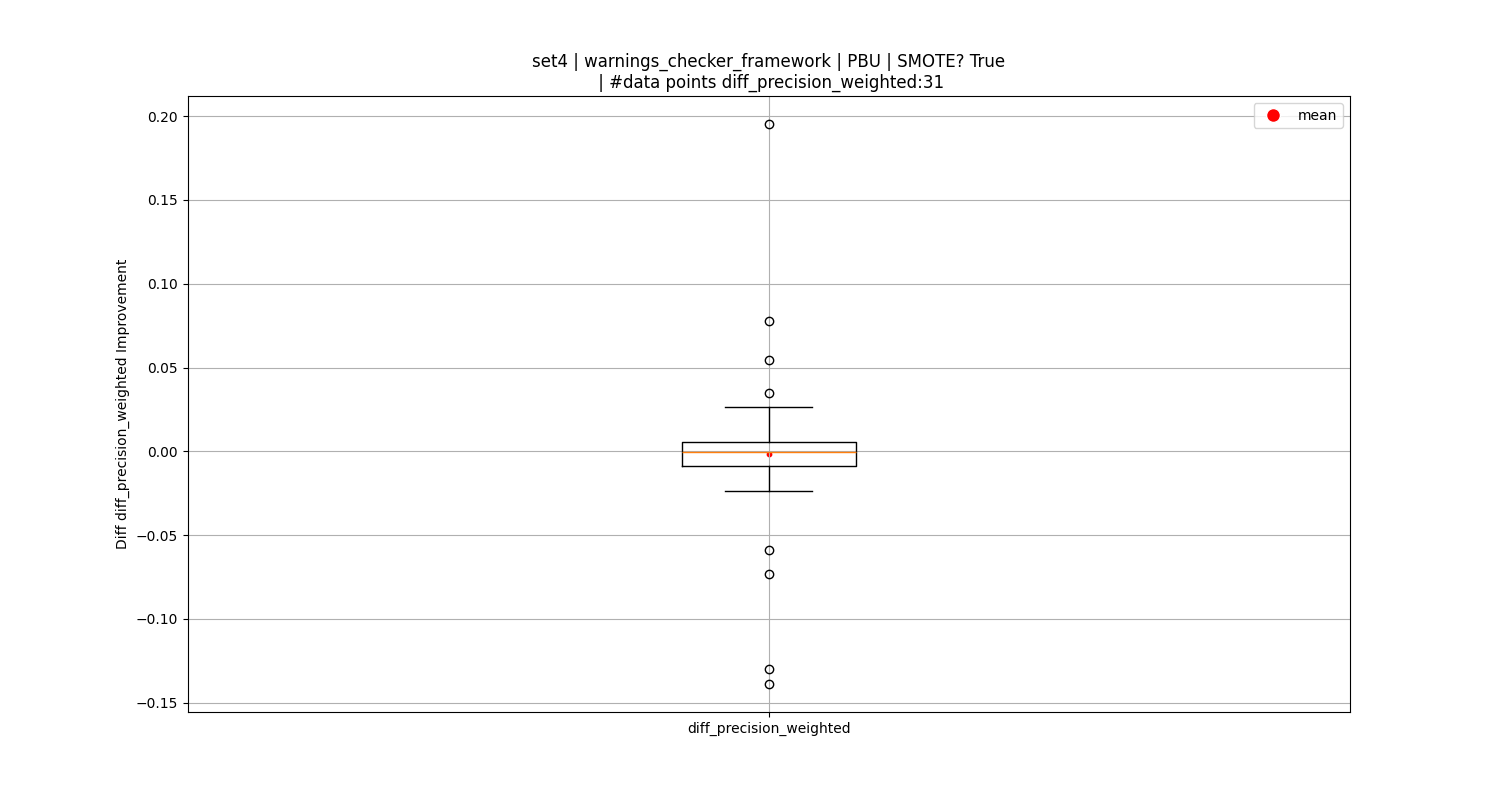 set4 | warnings_checker_framework | PBU | SMOTE? True
| #data points diff_precision_weighted:31
mean
0.20
0.15
0.10
0.05
0.00
−0.05
−0.10
−0.15
Diff diff_precision_weighted Improvement
diff_precision_weighted